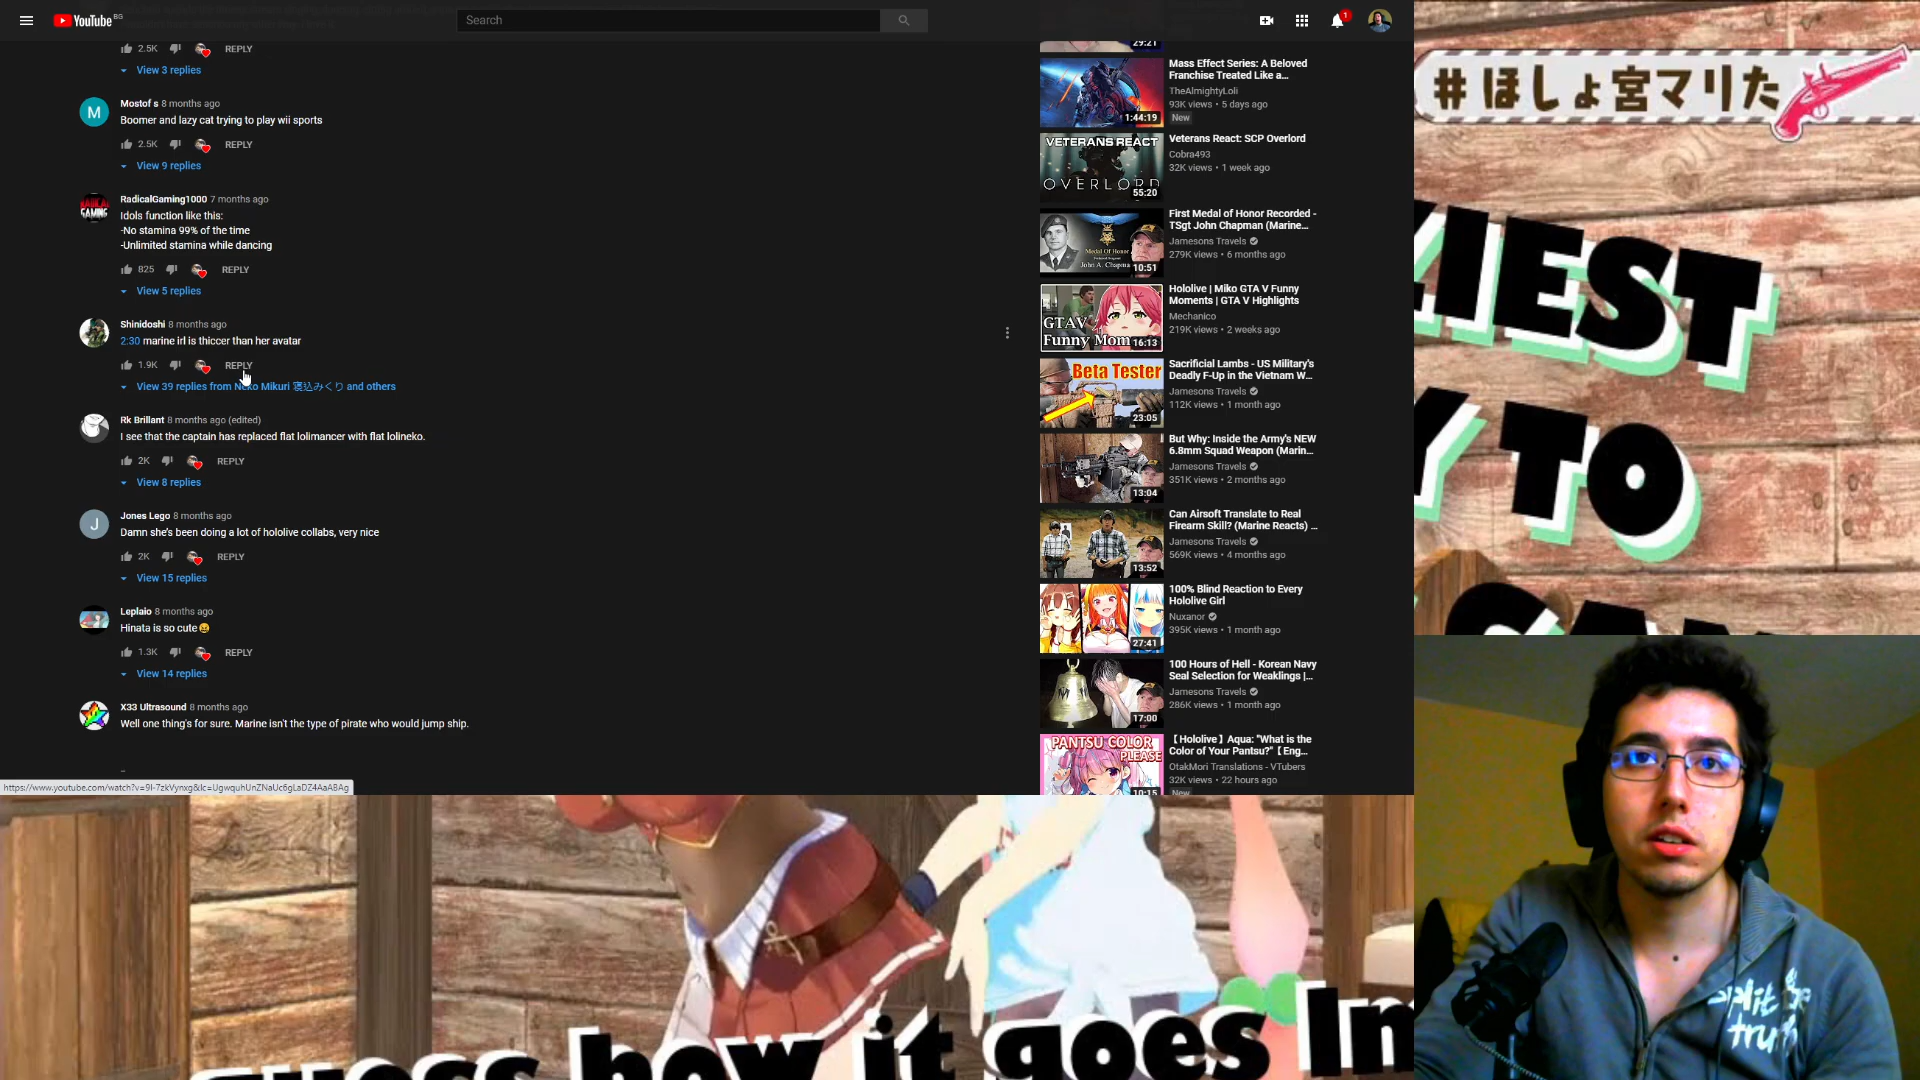 YouTube BG
Search
1
2.5K REPLY
View 3 replies
Mostof s 8 months ago
Boomer and lazy cat trying to play wii sports
2.5K REPLY
View 9 replies
RadicalGaming1000 7 months ago
Idols function like this:
-No stamina 99% of the time
-Unlimited stamina while dancing
825 REPLY
View 5 replies
Shinidoshi 8 months ago
2:30 marine irl is thiccer than her avatar
1.9K REPLY
View 39 replies from Neko Mikuri 寝込みくり and others
Rk Brillant 8 months ago (edited)
I see that the captain has replaced flat lolimancer with flat lolineko.
2K REPLY
View 8 replies
J
Jones Lego 8 months ago
Damn she's been doing a lot of hololive collabs, very nice
2K REPLY
View 15 replies
Leplaio 8 months ago
Hinata is so cute😖
1.3K REPLY
View 14 replies
X33 Ultrasound 8 months ago
Well one thing's for sure. Marine isn't the type of pirate who would jump ship.
M
RADICAL GAMING
29:21
Mass Effect Series: A Beloved
Franchise Treated Like a...
TheAlmightyLoli
93K views • 5 days ago
New
1:44:19
Veterans React: SCP Overlord
Cobra493
32K views • 1 week ago
VETERANS REACT
OVERLORD
55:20
First Medal of Honor Recorded -
TSgt John Chapman (Marine...
Jamesons Travels
279K views • 6 months ago
Medal Of Honor
John A. Chapma
10:51
Hololive | Miko GTA V Funny
Moments | GTA V Highlights
Mechanico
219K views • 2 weeks ago
GTAV
Funny Mom
16:13
Sacrificial Lambs - US Military's
Deadly F-Up in the Vietnam W...
Jamesons Travels
112K views • 1 month ago
Beta Tester
23:05
But Why: Inside the Army's NEW
6.8mm Squad Weapon (Marin...
Jamesons Travels
351K views • 2 months ago
13:04
Can Airsoft Translate to Real
Firearm Skill? (Marine Reacts) ...
Jamesons Travels
569K views • 4 months ago
13:52
100% Blind Reaction to Every
Hololive Girl
Nuxanor
395K views • 1 month ago
27:41
100 Hours of Hell - Korean Navy
Seal Selection for Weaklings |...
Jamesons Travels
286K views • 1 month ago
17:00
【 Hololive 】Aqua: "What is the
Color of Your Pantsu?"【 Eng...
OtakMori Translations - VTubers
32K views • 22 hours ago
New
PANTSU COLOR
PLEASE
10:15
#ほしょ宮マリた
IEST
Y TO
how it goes In
split
truth